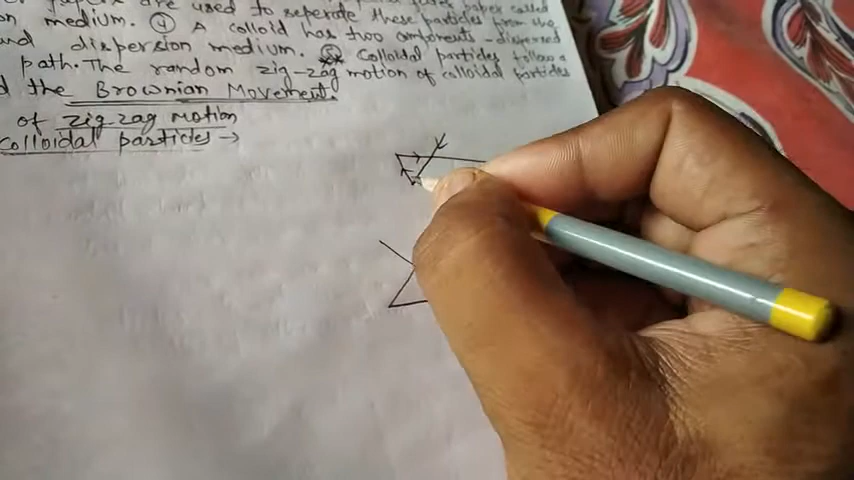 are used to seperate these particles from the
on medium. ④ A colloid has two components - dispersed
and dispersion medium. ⑤ Colloidal particles follow a
path. The random zig-zag motion of colloidal particles
the Brownian Movement.
of zig zag motion
colloidal particles →